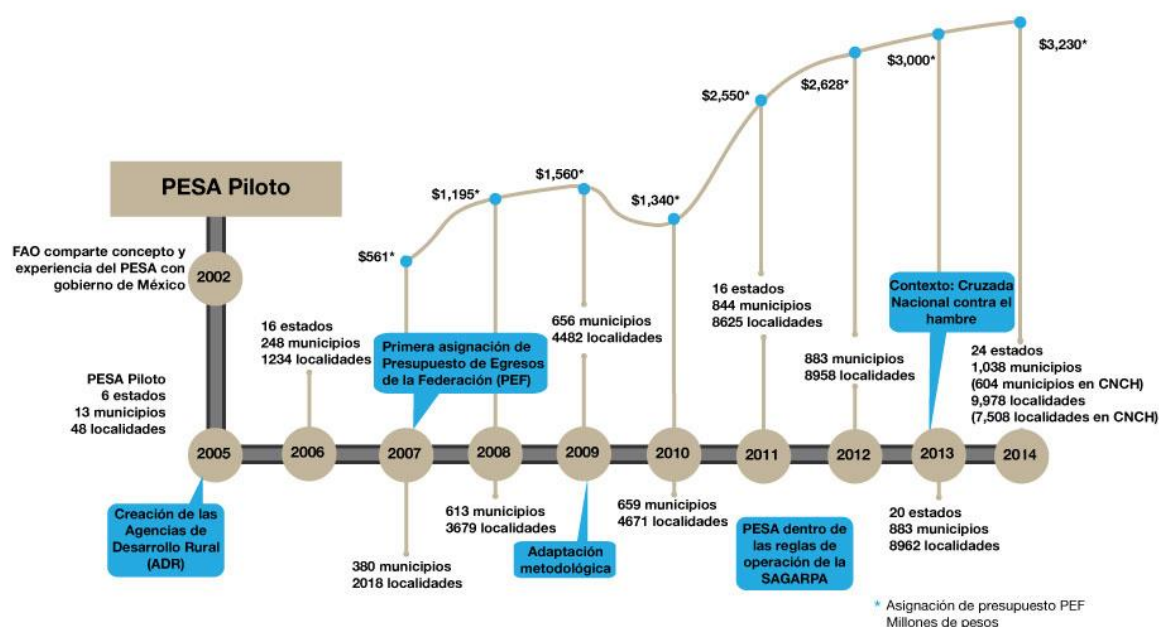 PESA Piloto
FAO comparte concepto y
experiencia del PESA con
gobierno de México
2002
PESA Piloto
6 estados
13 municipios
48 localidades
2005
Creación de las
Agencias de
Desarrollo Rural
(ADR)
16 estados
248 municipios
1234 localidades
2006
$561*
Primera asignación de
Presupuesto de Egresos
de la Federación (PEF)
2007
380 municipios
2018 localidades
$1,195*
2008
613 municipios
3679 localidades
$1,560*
656 municipios
4482 localidades
2009
Adaptación
metodológica
$1,340*
2010
659 municipios
4671 localidades
$2,550*
16 estados
844 municipios
8625 localidades
2011
PESA dentro de
las reglas de
operación de la
SAGARPA
$2,628*
883 municipios
8958 localidades
2012
$3,000*
Contexto: Cruzada
Nacional contra el
hambre
2013
20 estados
883 municipios
8962 localidades
$3,230*
24 estados
1,038 municipios
(604 municipios en CNCH)
9,978 localidades
(7,508 localidades en CNCH)
2014
* Asignación de presupuesto PEF
Millones de pesos